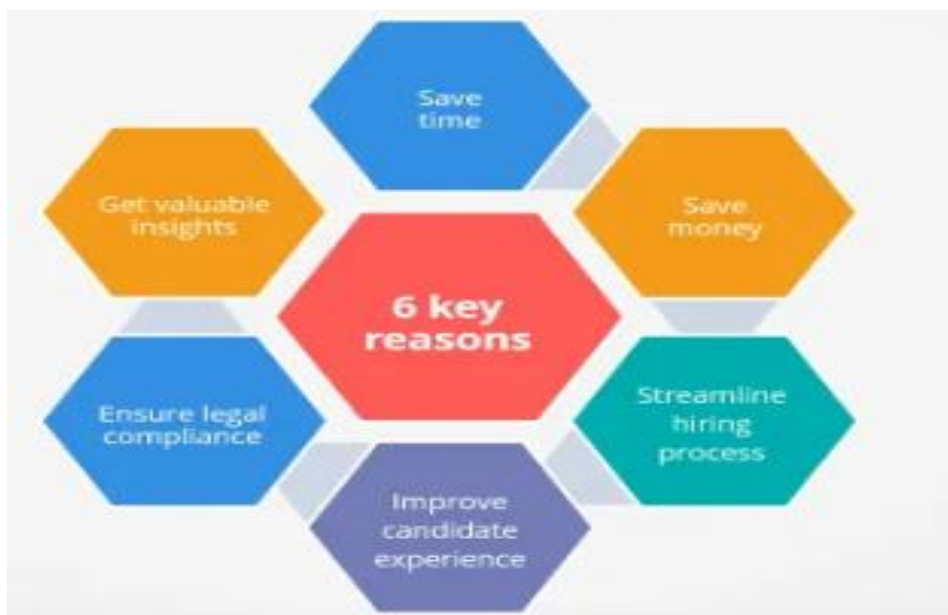 6 key
reasons
Save
time
Save
money
Streamline
hiring
process
Improve
candidate
experience
Ensure legal
compliance
Get valuable
insights